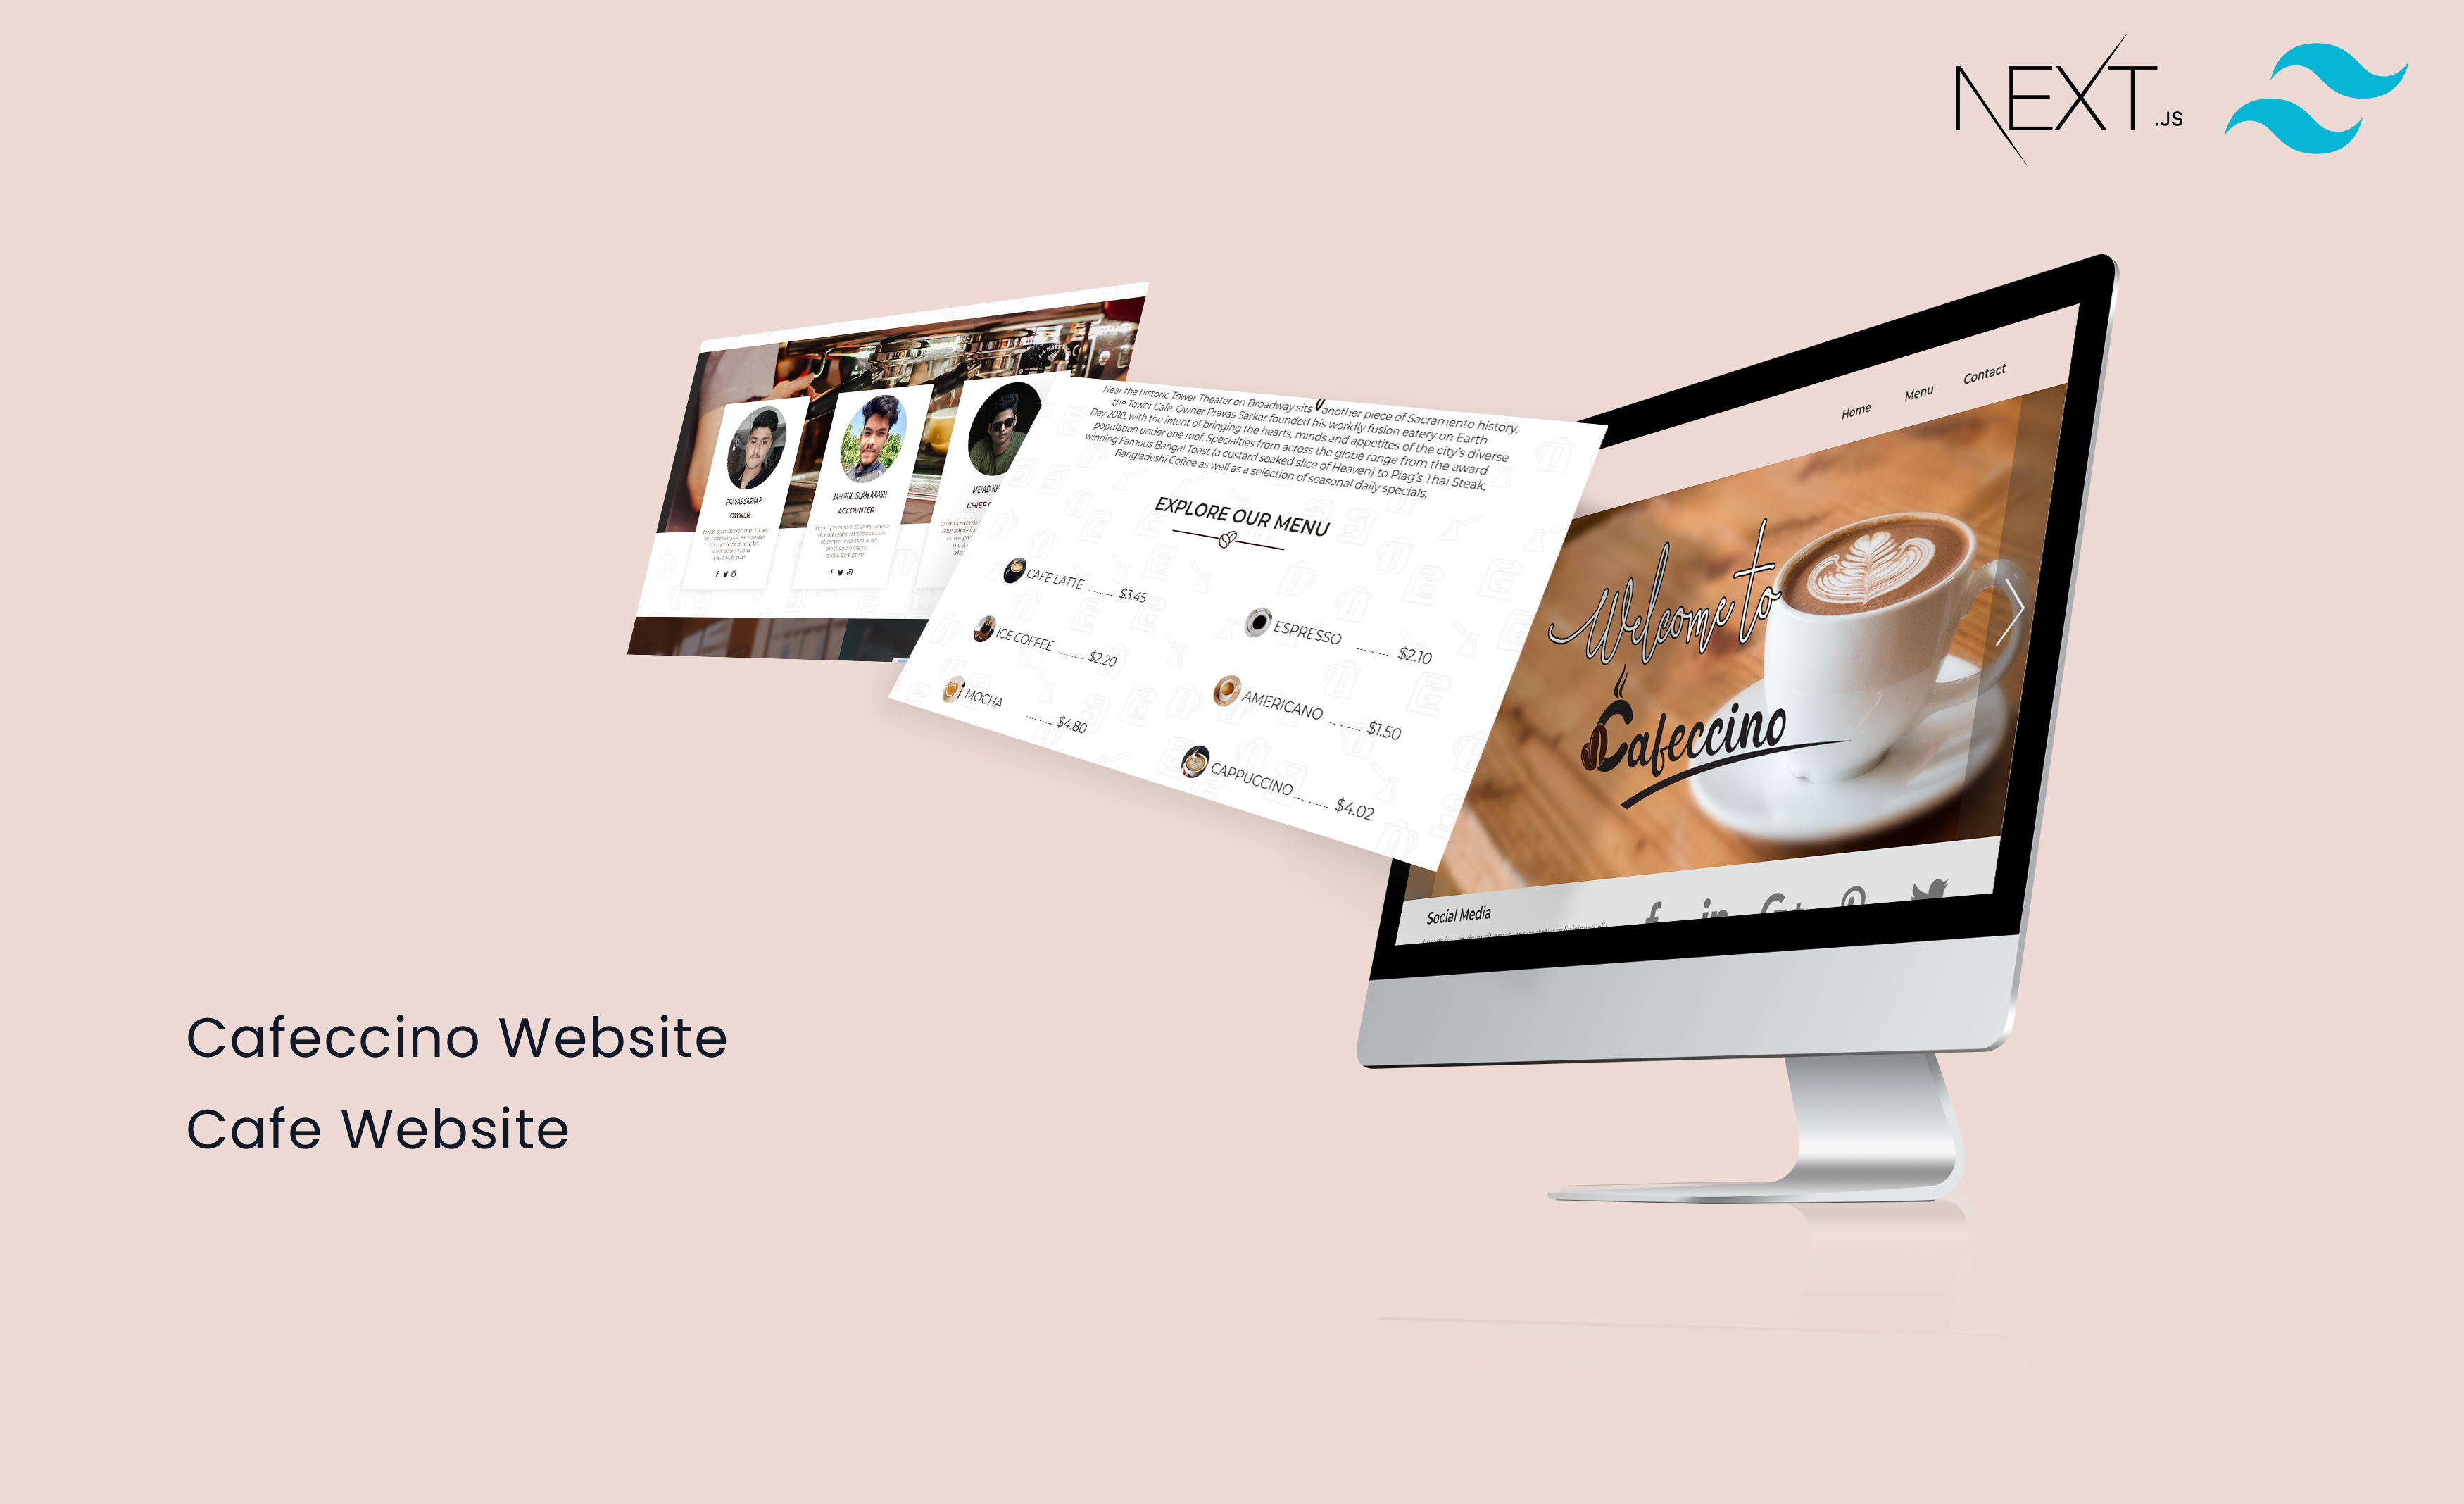 NEXT.JS
Home
Menu
Contact
Welcome to
Cafeccino
Social Media
Near the historic Tower Theater on Broadway sits another piece of Sacramento history,
the Tower Cafe. Owner Pravas Sarkar founded his worldly fusion eatery on Earth
Day 2018, with the intent of bringing the hearts, minds and appetites of the city's diverse
population under one roof. Specialties from across the globe range from the award
winning Famous Bangal Toast (a custard soaked slice of Heaven) to Piag's Thai Steak,
Bangladeshi Coffee as well as a selection of seasonal daily specials.
EXPLORE OUR MENU
CAFE LATTE ........ $3.45
ICE COFFEE ........ $2.20
MOCHA ........ $4.80
ESPRESSO ........ $2.10
AMERICANO ........ $1.50
CAPPUCCINO ........ $4.02
PRAVAS SARKAR
OWNER
JAHIRUL ISLAM AKASH
ACCOUNTER
MEIAD KH
CHIEF
Cafeccino Website
Cafe Website